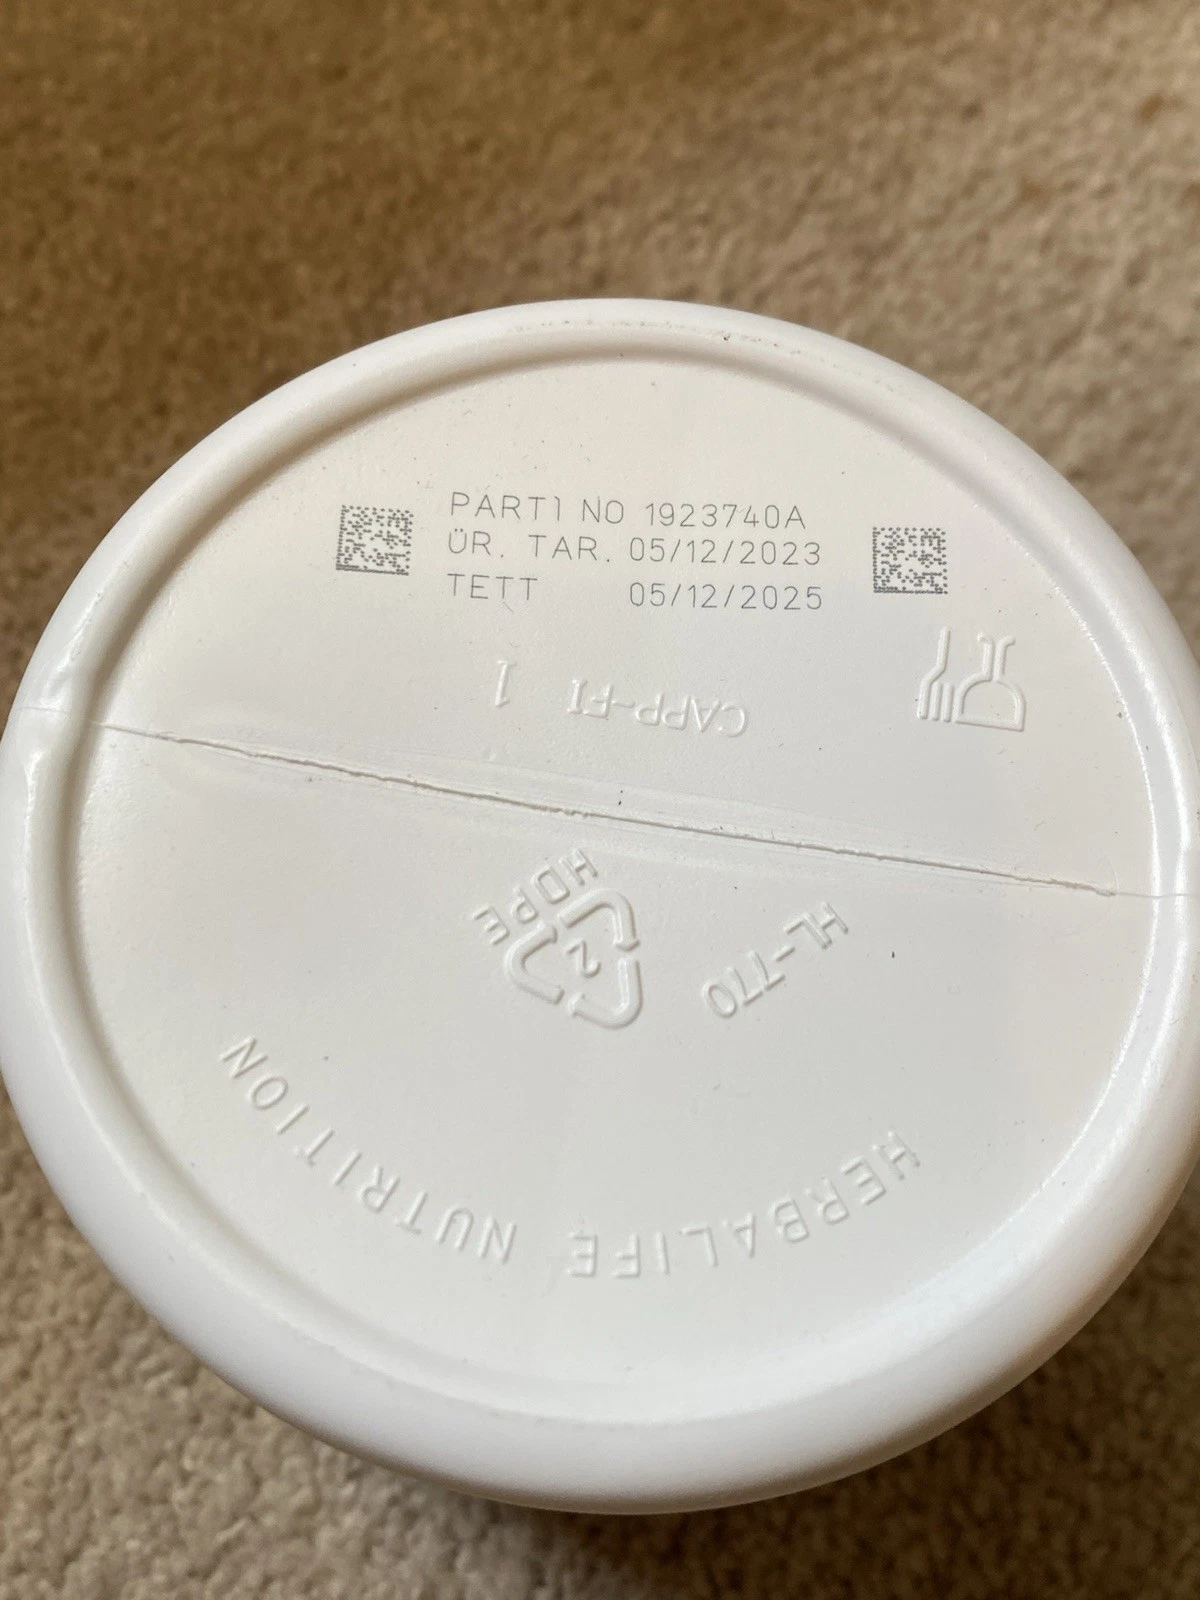 PARTİ NO 1923740A
ÜR. TAR. 05/12/2023
TETT 05/12/2025
CAPP-FI 1
HDPE
2
HL-770
HERBALIFE NUTRITION